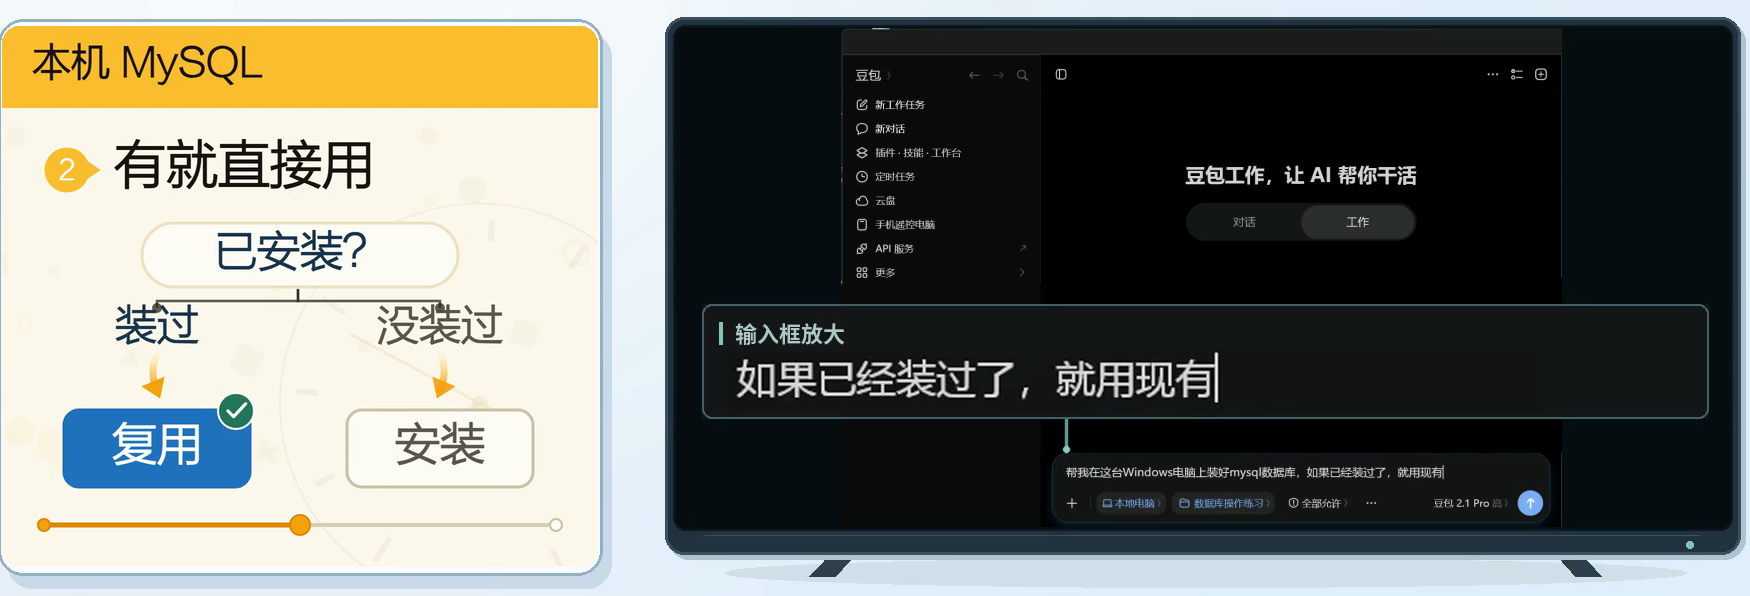 本机 MySQL
2 有就直接用
已安装?
装过 没装过
复用 安装
豆包
新工作任务
新对话
插件·技能·工作台
定时任务
云盘
手机遥控电脑
API 服务
更多
豆包工作，让 AI 帮你干活
对话 工作
输入框放大
如果已经装过了，就用现有
帮我在这台Windows电脑上装好mysql数据库，如果已经装过了，就用现有
本地电脑 数据库操作练习 全部允许 ··· 豆包 2.1 Pro 高